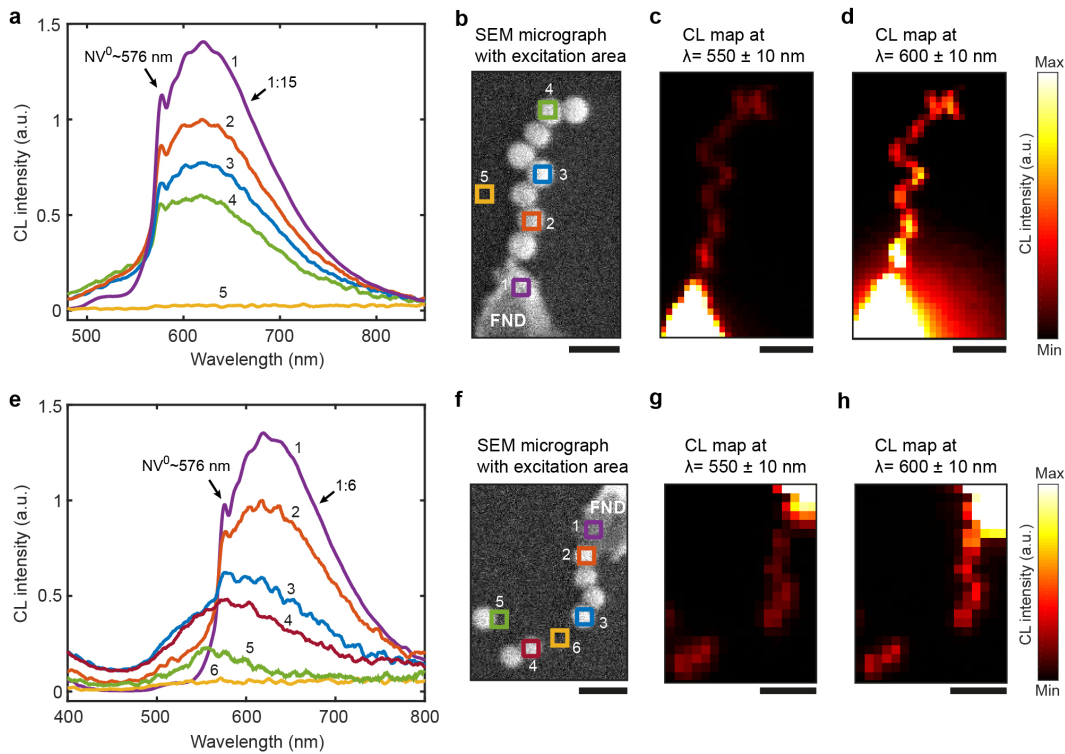 a
1.5
1
0.5
0
CL intensity (a.u.)
NV0~576 nm
1
1:15
2
3
4
5
500
600
700
800
Wavelength (nm)
b
SEM micrograph
with excitation area
4
5
3
2
1
FND
c
CL map at
λ= 550 ± 10 nm
d
CL map at
λ= 600 ± 10 nm
Max
CL intensity (a.u.)
Min
e
1.5
1
0.5
0
CL intensity (a.u.)
NV0~576 nm
1
1:6
2
3
4
5
6
400
500
600
700
800
Wavelength (nm)
f
SEM micrograph
with excitation area
FND
1
2
5
3
6
4
g
CL map at
λ= 550 ± 10 nm
h
CL map at
λ= 600 ± 10 nm
Max
CL intensity (a.u.)
Min